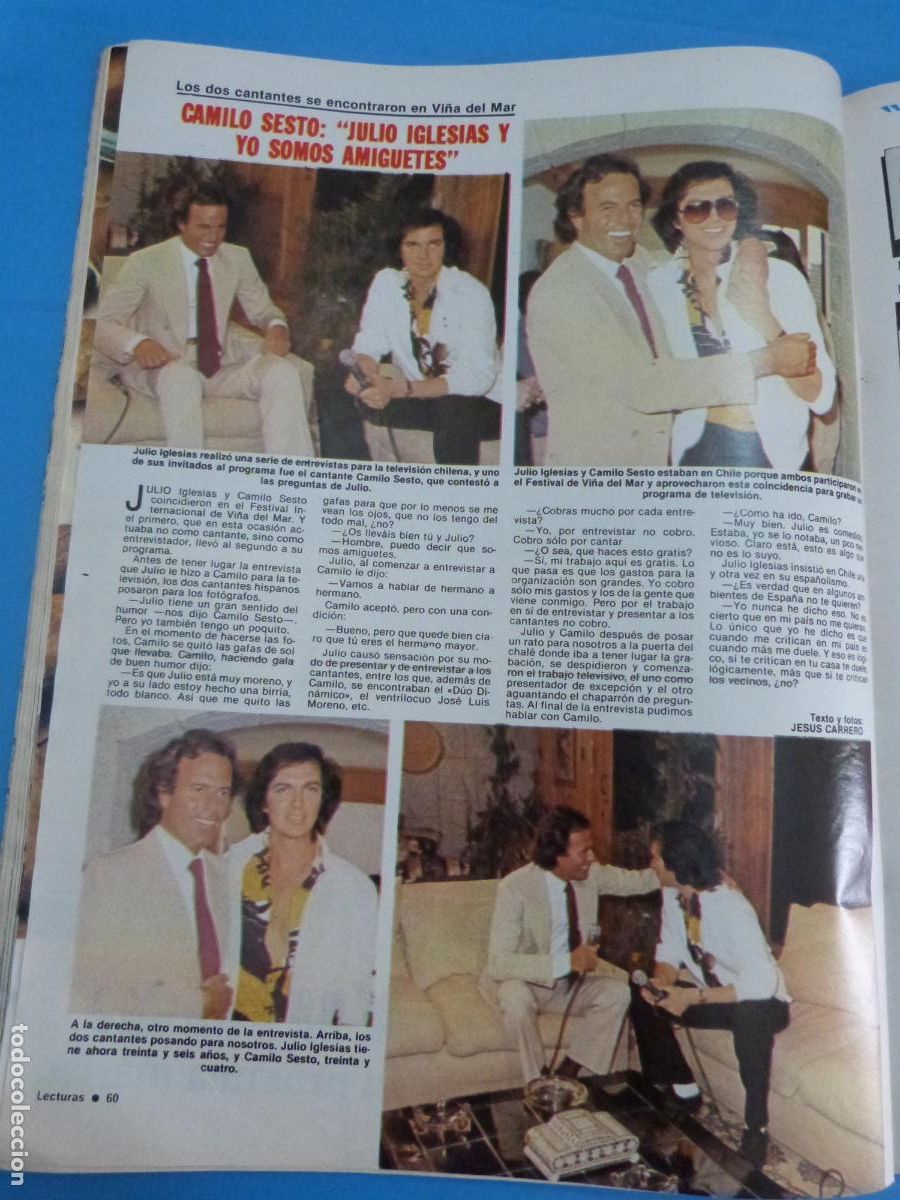 Los dos cantantes se encontraron en Viña del Mar
CAMILO SESTO: “JULIO IGLESIAS Y
YO SOMOS AMIGUETES”
Julio Iglesias realizó una serie de entrevistas para la televisión chilena, y uno
de sus invitados al programa fue el cantante Camilo Sesto, que contestó a
las preguntas de Julio.
Julio Iglesias y Camilo Sesto estaban en Chile porque ambos participaron en
el Festival de Viña del Mar y aprovecharon esta coincidencia para grabar un
programa de televisión.
JULIO Iglesias y Camilo Sesto
coincidieron en el Festival In-
ternacional de Viña del Mar. Y
el primero, que en esta ocasión ac-
tuaba no como cantante, sino como
entrevistador, llevó al segundo a su
programa.
Antes de tener lugar la entrevista
que Julio le hizo a Camilo para la te-
levisión, los dos cantantes hispanos
posaron para los fotógrafos.
—Julio tiene un gran sentido del
humor —nos dijo Camilo Sesto—.
Pero yo también tengo un poquito.
En el momento de hacerse las fo-
tos, Camilo se quitó las gafas de sol
que llevaba. Camilo, haciendo gala
de buen humor dijo:
—Es que Julio está muy moreno, y
yo a su lado estoy hecho una birria,
todo blanco. Así que me quito las
gafas para que por lo menos se me
vean los ojos, que no los tengo del
todo mal, ¿no?
—¿Os lleváis bien tú y Julio?
—Hombre, puedo decir que so-
mos amiguetes.
Julio, al comenzar a entrevistar a
Camilo le dijo:
—Vamos a hablar de hermano a
hermano.
Camilo aceptó, pero con una con-
dición:
—Bueno, pero que quede bien cla-
ro que tú eres el hermano mayor.
Julio causó sensación por su mo-
do de presentar y de entrevistar a los
cantantes, entre los que, además de
Camilo, se encontraban el «Dúo Di-
námico», el ventrílocuo José Luis
Moreno, etc.
—¿Cobras mucho por cada entre-
vista?
—Yo, por entrevistar no cobro.
Cobro sólo por cantar
—¿O sea, que haces esto gratis?
—Sí, mi trabajo aquí es gratis. Lo
que pasa es que los gastos para la
organización son grandes. Yo cobro
sólo mis gastos y los de la gente que
viene conmigo. Pero por el trabajo
en sí de entrevistar y presentar a los
cantantes no cobro.
Julio y Camilo después de posar
un rato para nosotros a la puerta del
chalé donde iba a tener lugar la gra-
bación, se despidieron y comenza-
ron el trabajo televisivo, el uno como
presentador de excepción y el otro
aguantando el chaparrón de pregun-
tas. Al final de la entrevista pudimos
hablar con Camilo.
—¿Cómo ha ido, Camilo?
—Muy bien. Julio es comedido.
Estaba, yo se lo notaba, un poco ner-
vioso. Claro está, esto es algo que
no es lo suyo.
Julio Iglesias insistió en Chile una
y otra vez en su españolismo.
—¿Es verdad que en algunos am-
bientes de España no te quieren?
—Yo nunca he dicho eso. No es
cierto que en mi país no me quieran.
Lo único que yo he dicho es que
cuando me critican en mi país es
cuando más me duele. Y eso es lógi-
co, si te critican en tu casa te duele,
lógicamente, más que si te critican
los vecinos, ¿no?
Texto y fotos:
JESUS CARRERO
A la derecha, otro momento de la entrevista. Arriba, los
dos cantantes posando para nosotros. Julio Iglesias tie-
ne ahora treinta y seis años, y Camilo Sesto, treinta y
cuatro.
Lecturas ● 60
todocoleccion